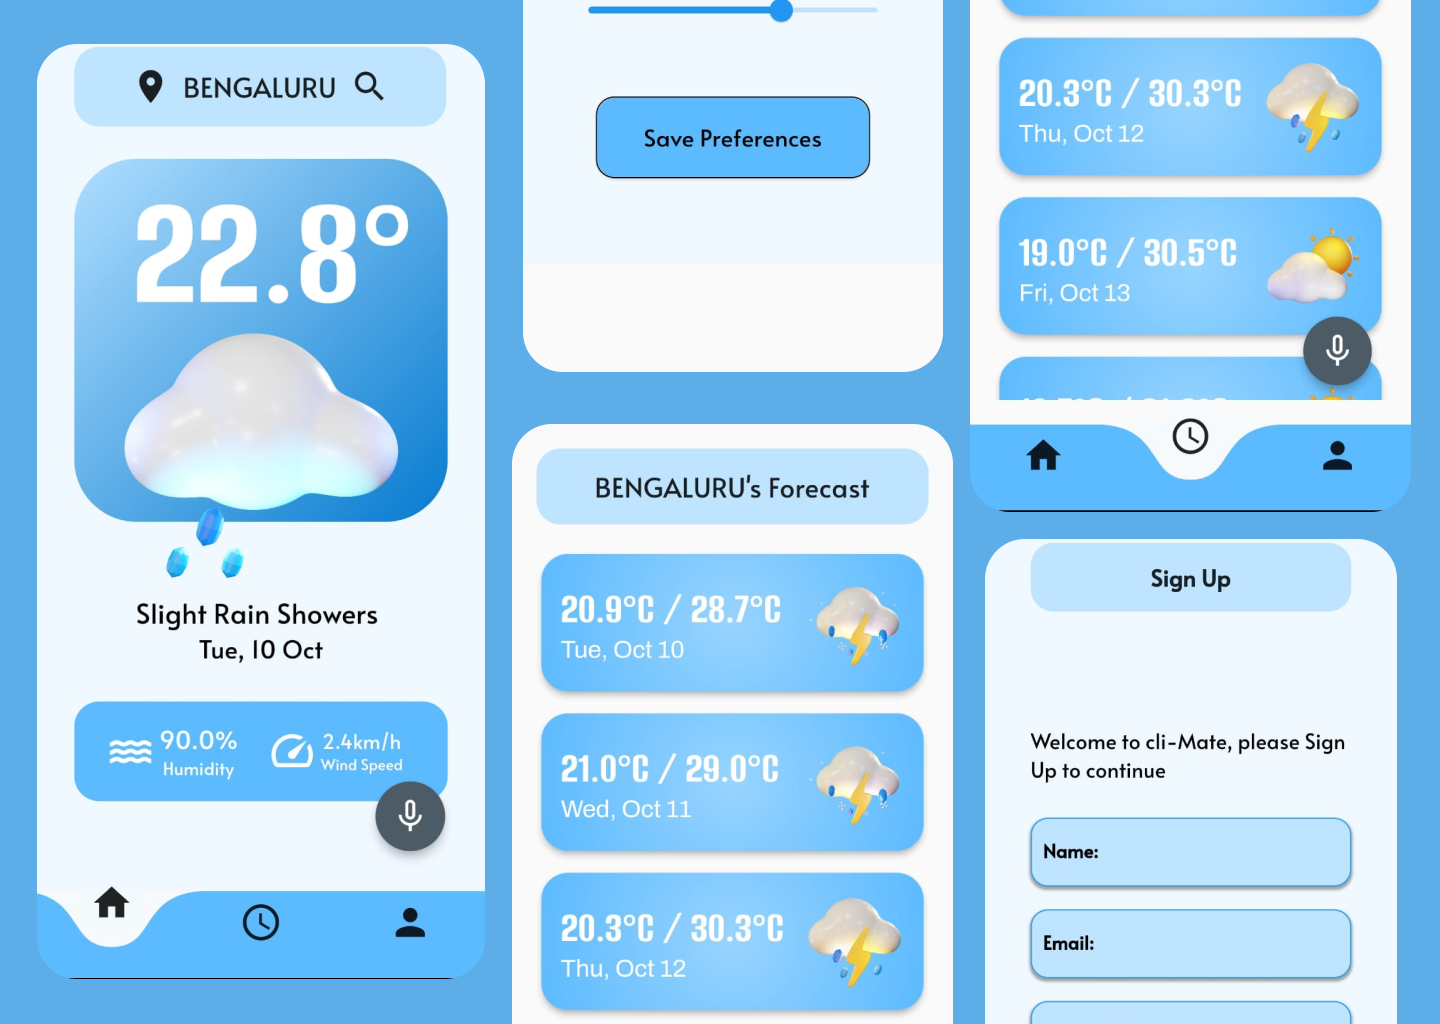 BENGALURU
22.8°
Slight Rain Showers
Tue, 10 Oct
90.0%
Humidity
2.4km/h
Wind Speed
Save Preferences
BENGALURU's Forecast
20.9°C / 28.7°C
Tue, Oct 10
21.0°C / 29.0°C
Wed, Oct 11
20.3°C / 30.3°C
Thu, Oct 12
20.3°C / 30.3°C
Thu, Oct 12
19.0°C / 30.5°C
Fri, Oct 13
Sign Up
Welcome to cli-Mate, please Sign
Up to continue
Name:
Email: